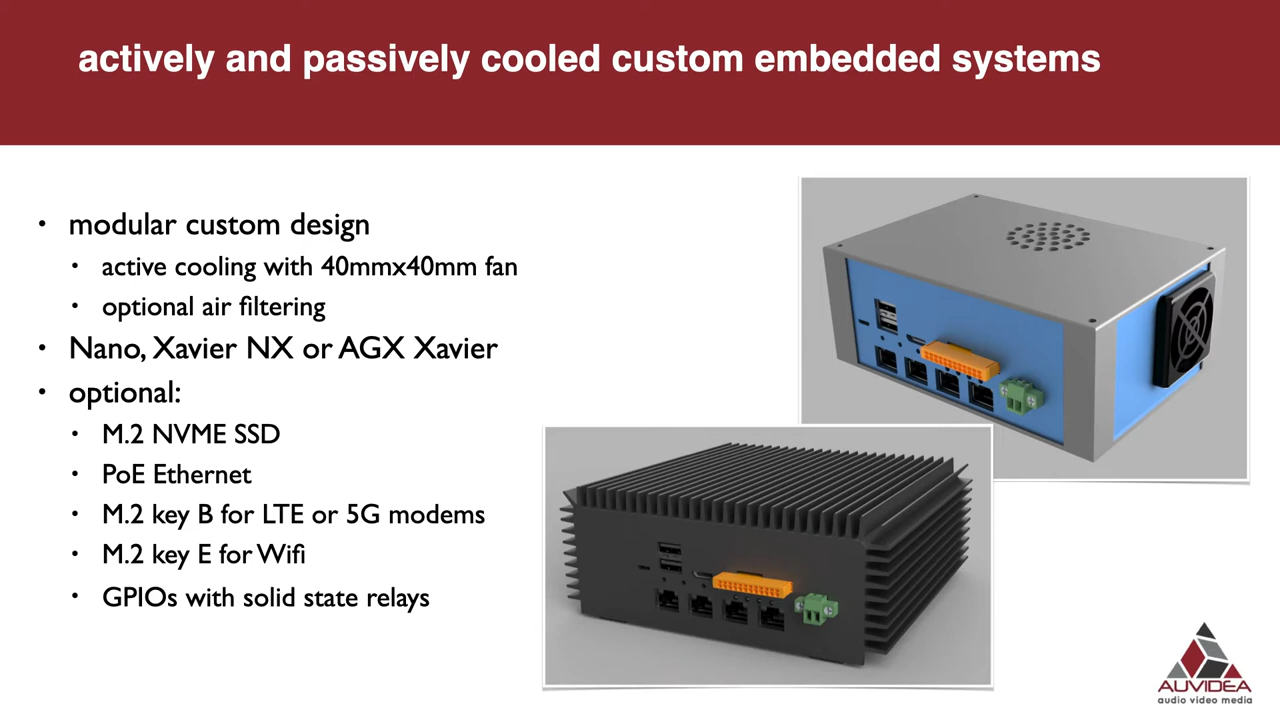 actively and passively cooled custom embedded systems
• modular custom design
• active cooling with 40mmx40mm fan
• optional air filtering
• Nano, Xavier NX or AGX Xavier
• optional:
• M.2 NVME SSD
• PoE Ethernet
• M.2 key B for LTE or 5G modems
• M.2 key E for Wifi
• GPIOs with solid state relays
AUVIDEA
audio video media